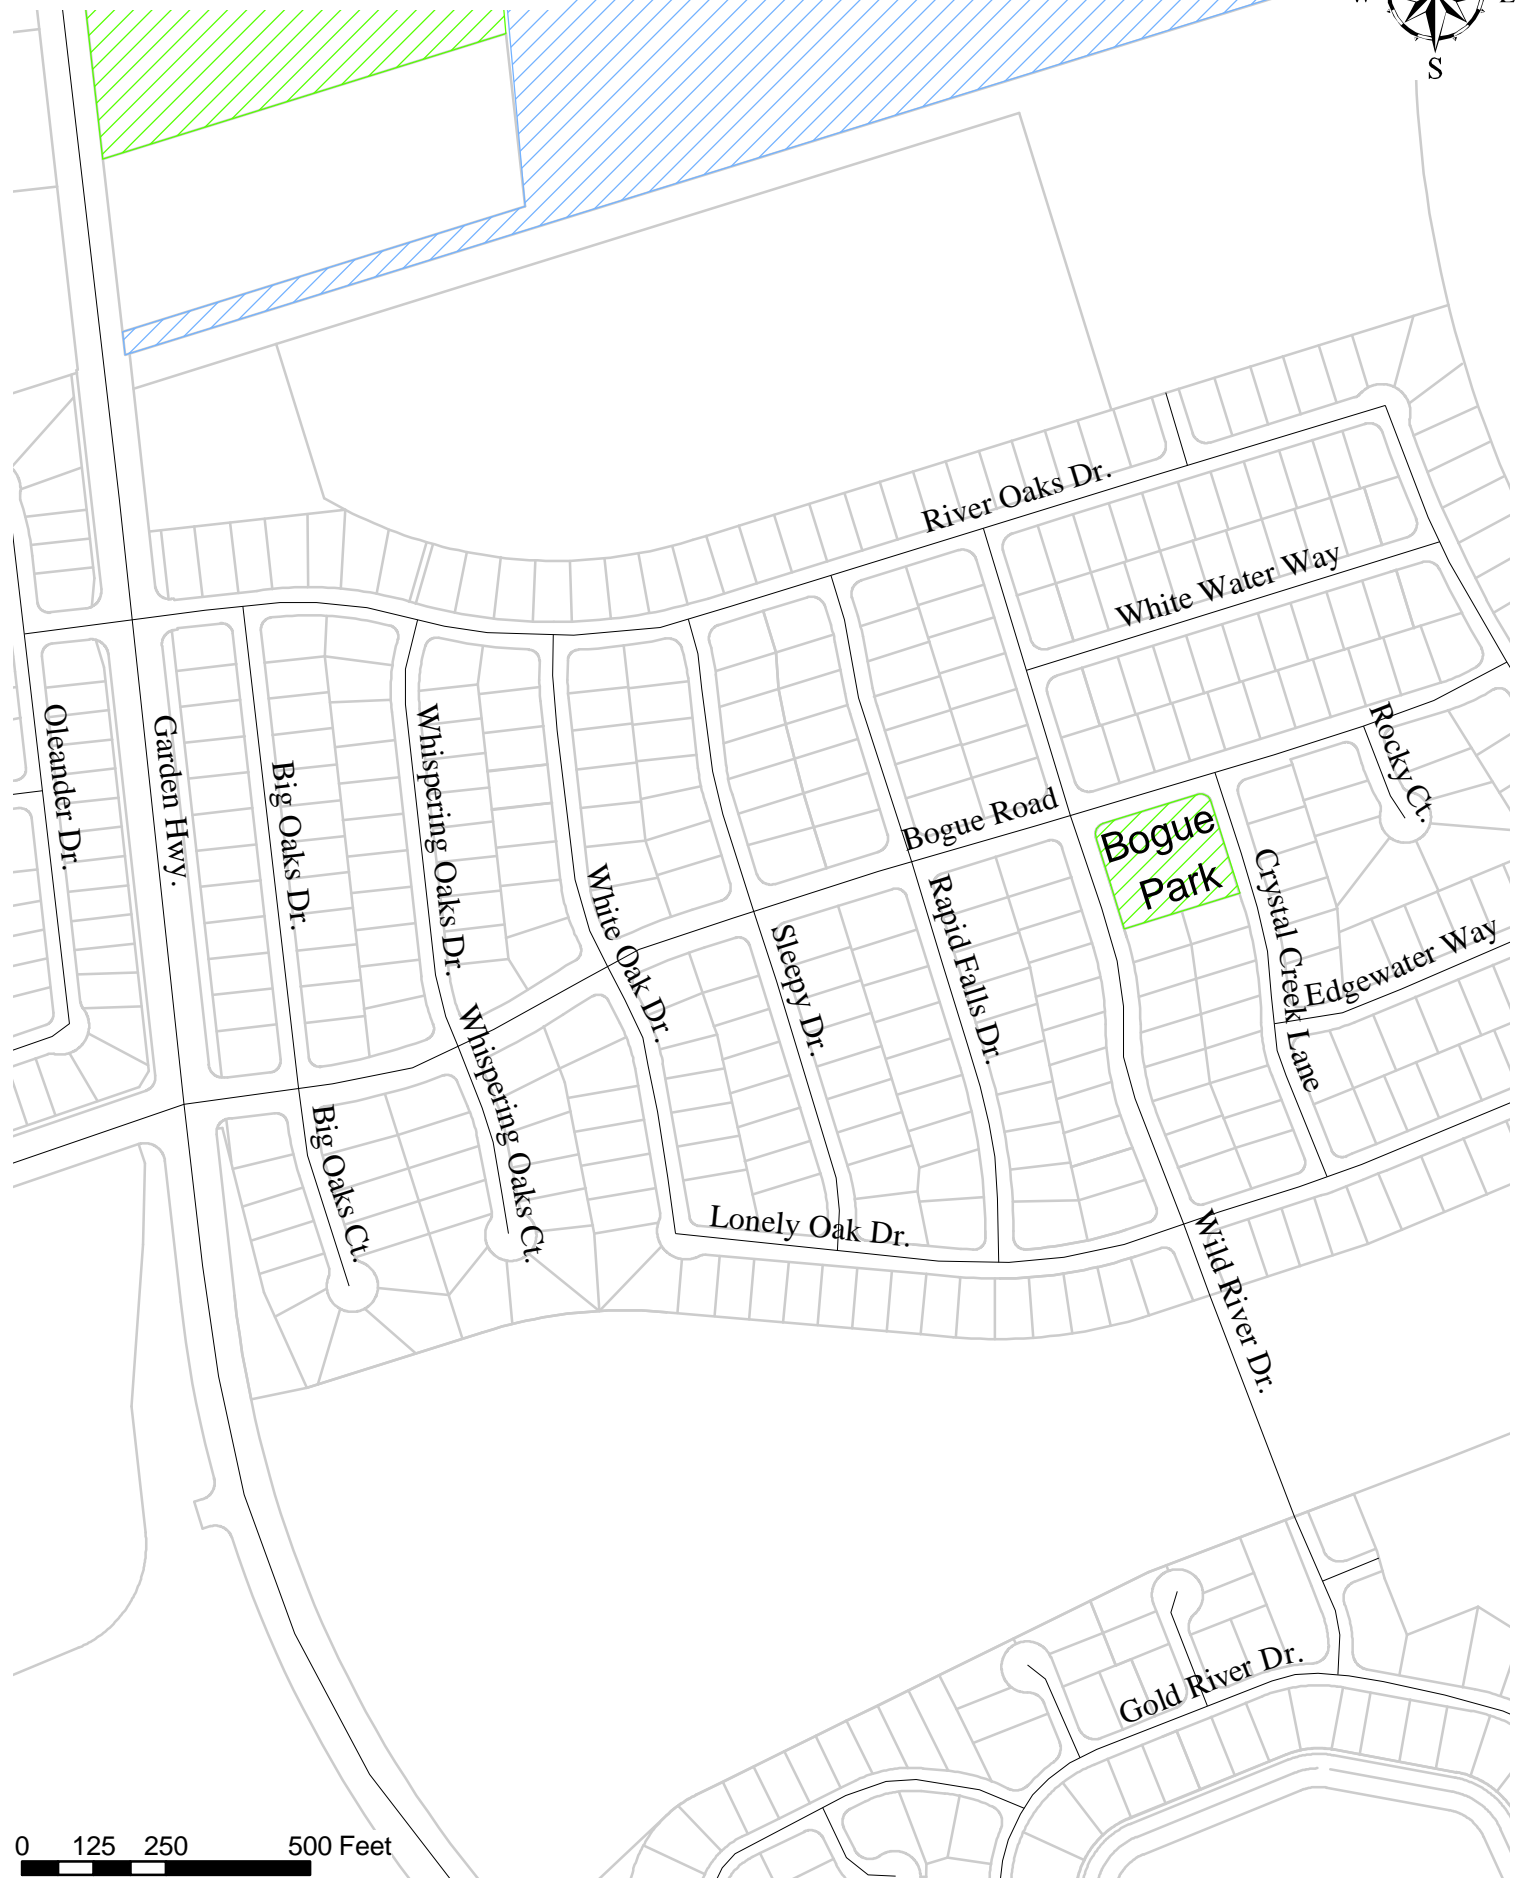 S
River Oaks Dr.
White Water Way
Oleander Dr.
Garden Hwy.
Big Oaks Dr.
Whispering Oaks Dr.
Rocky Ct.
Bogue Road
Bogue
Park
White Oak Dr.
Sleepy Dr.
Rapid Falls Dr.
Crystal Creek Lane
Edgewater Way
Whispering Oaks Ct.
Big Oaks Ct.
Lonely Oak Dr.
Wild River Dr.
Gold River Dr.
0 125 250 500 Feet